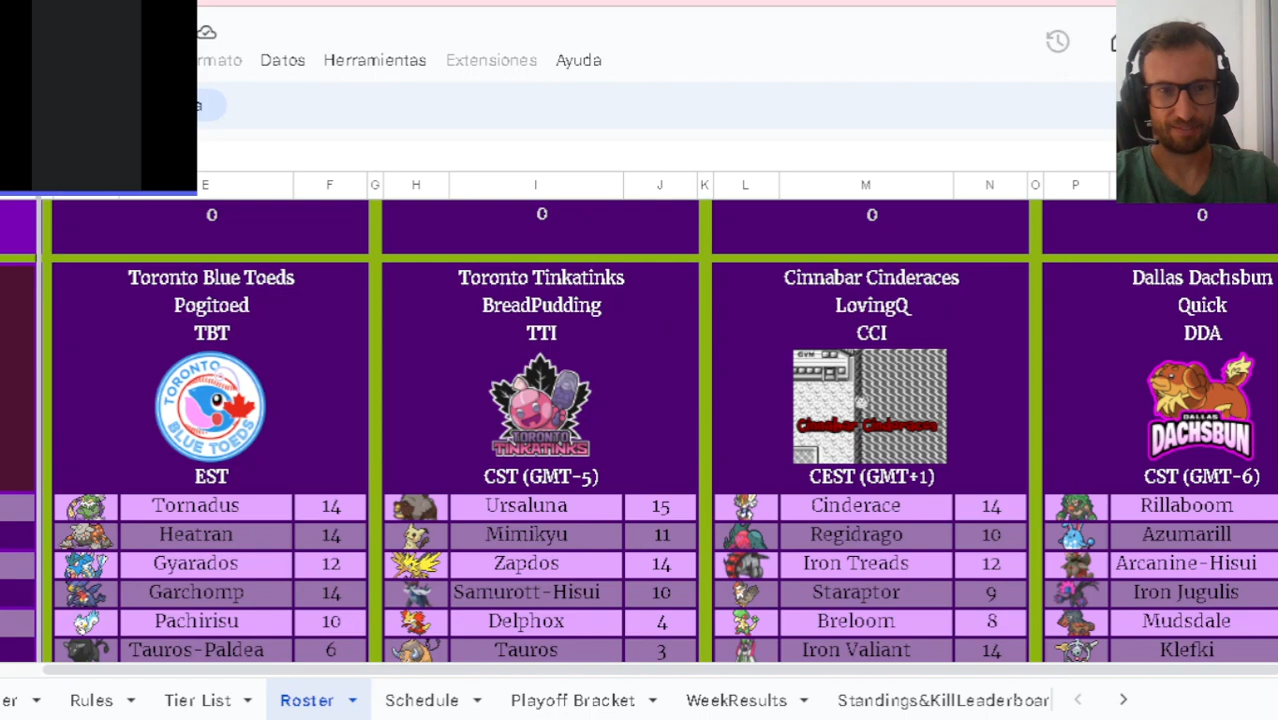 rmato Datos Herramientas Extensiones Ayuda
a
E F G H I J K L M N O P
0 0 0 0
Toronto Blue Toeds Toronto Tinkatinks Cinnabar Cinderaces Dallas Dachsbun
Pogitoed BreadPudding LovingQ Quick
TBT TTI CCI DDA
TORONTO BLUE TOEDS
TORONTO TINKATINKS
GYM
Cinnabar Cinderaces
DALLAS DACHSBUN
EST CST (GMT-5) CEST (GMT+1) CST (GMT-6)
Tornadus 14 Ursaluna 15 Cinderace 14 Rillaboom
Heatran 14 Mimikyu 11 Regidrago 10 Azumarill
Gyarados 12 Zapdos 14 Iron Treads 12 Arcanine-Hisui
Garchomp 14 Samurott-Hisui 10 Staraptor 9 Iron Jugulis
Pachirisu 10 Delphox 4 Breloom 8 Mudsdale
Tauros-Paldea 6 Tauros 3 Iron Valiant 14 Klefki
er Rules Tier List Roster Schedule Playoff Bracket WeekResults Standings&KillLeaderboar